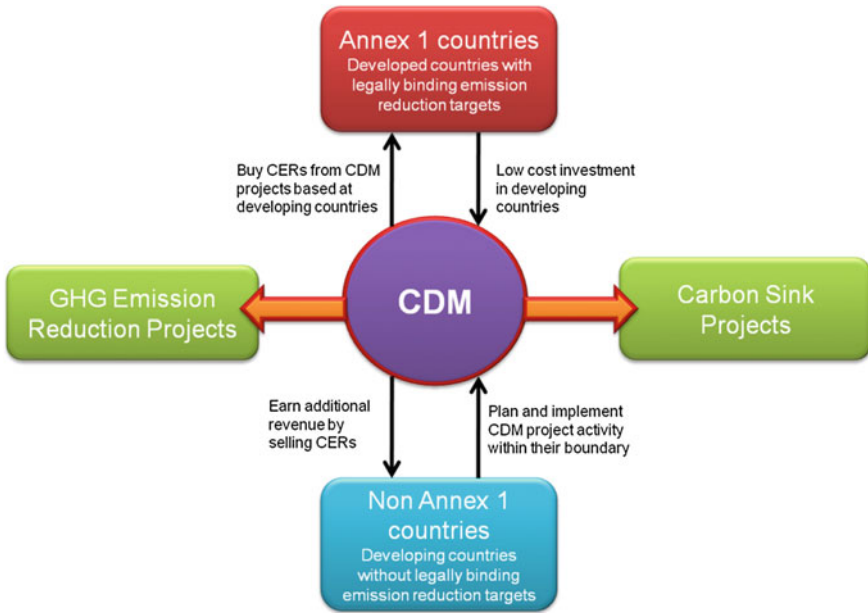 Annex 1 countries
Developed countries with
legally binding emission
reduction targets
Buy CERs from CDM
projects based at
developing countries
Low cost investment
in developing
countries
GHG Emission
Reduction Projects
CDM
Carbon Sink
Projects
Earn additional
revenue by
selling CERs
Plan and implement
CDM project activity
within their boundary
Non Annex 1
countries
Developing countries
without legally binding
emission reduction targets